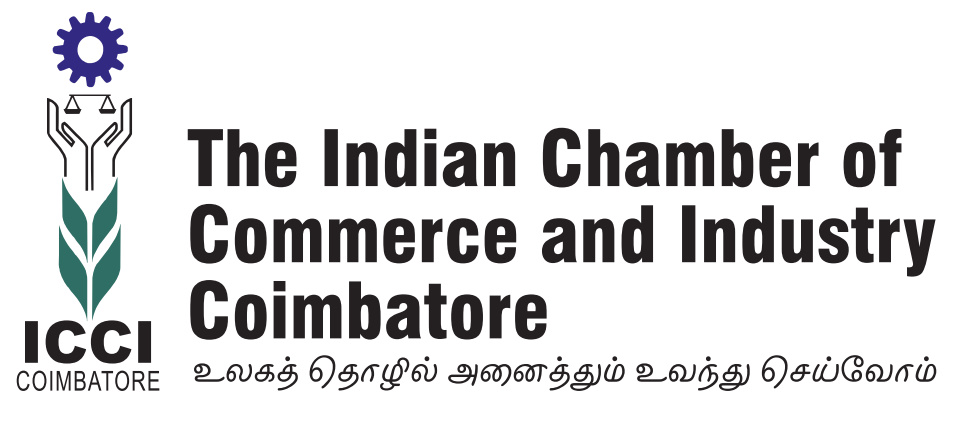 ICCI
COIMBATORE
The Indian Chamber of
Commerce and Industry
Coimbatore
உலகத் தொழில் அனைத்தும் உவந்து செய்வோம்